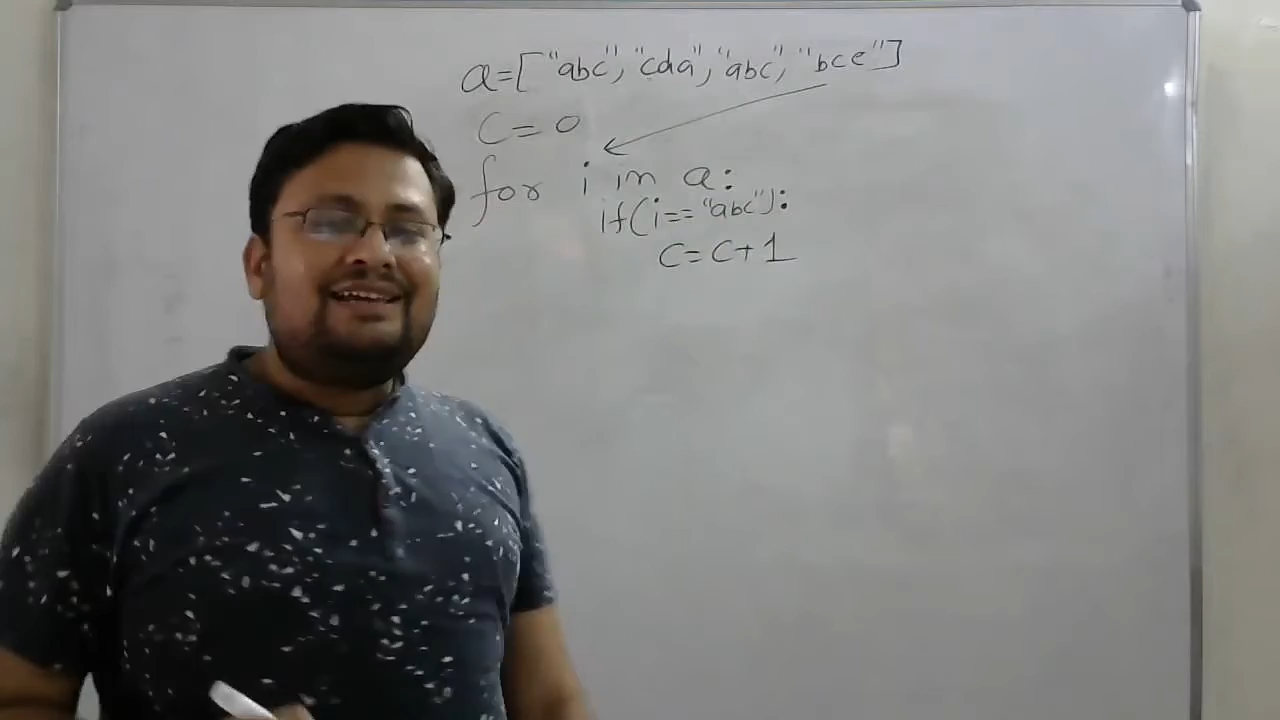 a=["abc", "cda", "abc", "bce"]
C=0
for i in a:
if(i=="abc"):
C=C+1